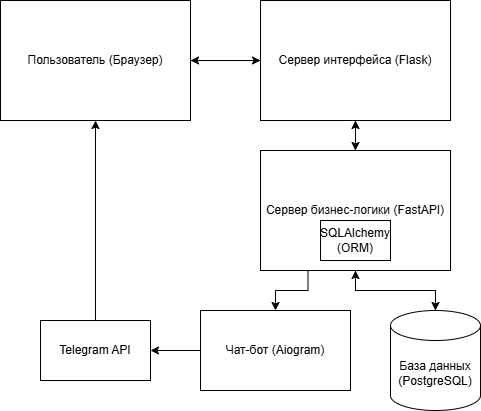 Пользователь (Браузер)
Сервер интерфейса (Flask)
Сервер бизнес-логики (FastAPI)
SQLAlchemy
(ORM)
Telegram API
Чат-бот (Aiogram)
База данных
(PostgreSQL)